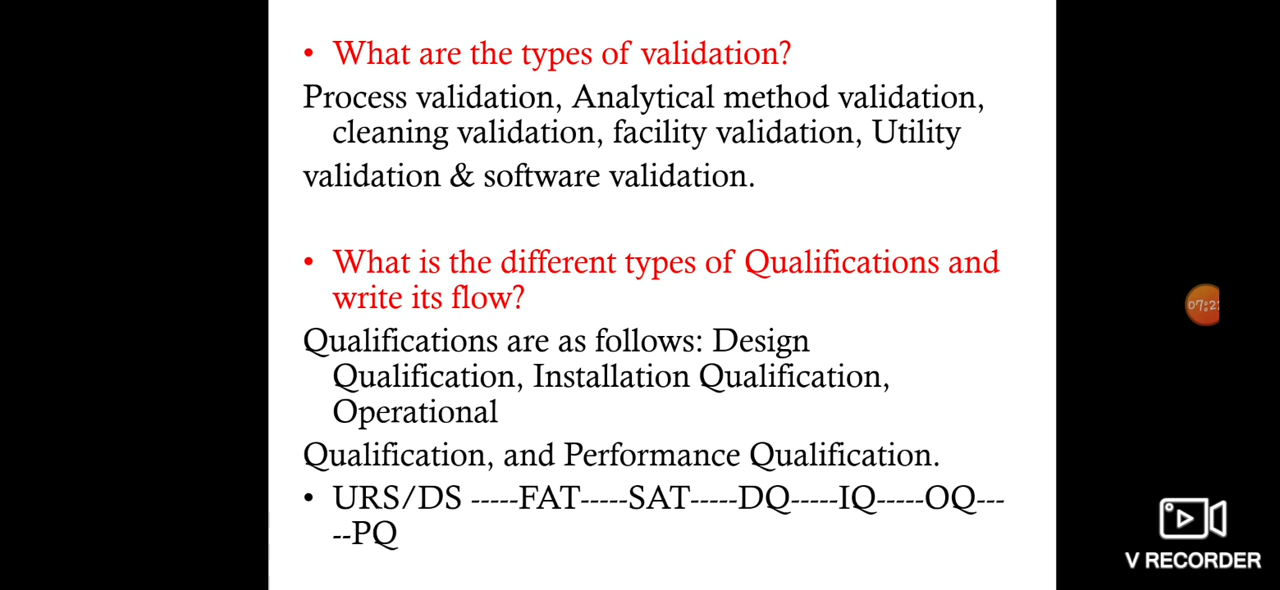 • What are the types of validation?
Process validation, Analytical method validation,
cleaning validation, facility validation, Utility
validation & software validation.
• What is the different types of Qualifications and
write its flow?
Qualifications are as follows: Design
Qualification, Installation Qualification,
Operational
Qualification, and Performance Qualification.
• URS/DS -----FAT-----SAT-----DQ-----IQ-----OQ---
--PQ
V RECORDER